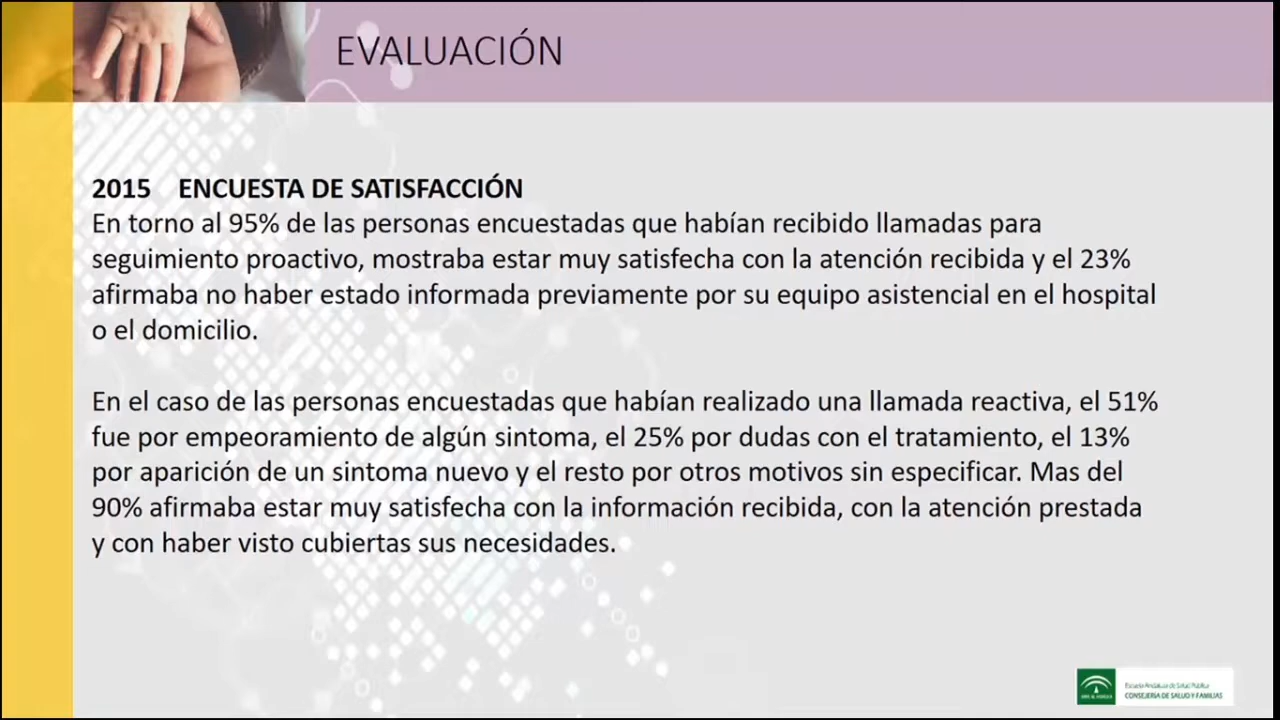 EVALUACIÓN
2015 ENCUESTA DE SATISFACCIÓN
En torno al 95% de las personas encuestadas que habían recibido llamadas para
seguimiento proactivo, mostraba estar muy satisfecha con la atención recibida y el 23%
afirmaba no haber estado informada previamente por su equipo asistencial en el hospital
o el domicilio.
En el caso de las personas encuestadas que habían realizado una llamada reactiva, el 51%
fue por empeoramiento de algún sintoma, el 25% por dudas con el tratamiento, el 13%
por aparición de un sintoma nuevo y el resto por otros motivos sin especificar. Mas del
90% afirmaba estar muy satisfecha con la información recibida, con la atención prestada
y con haber visto cubiertas sus necesidades.
Escuela Andaluza de Salud Pública
CONSEJERÍA DE SALUD Y FAMILIAS